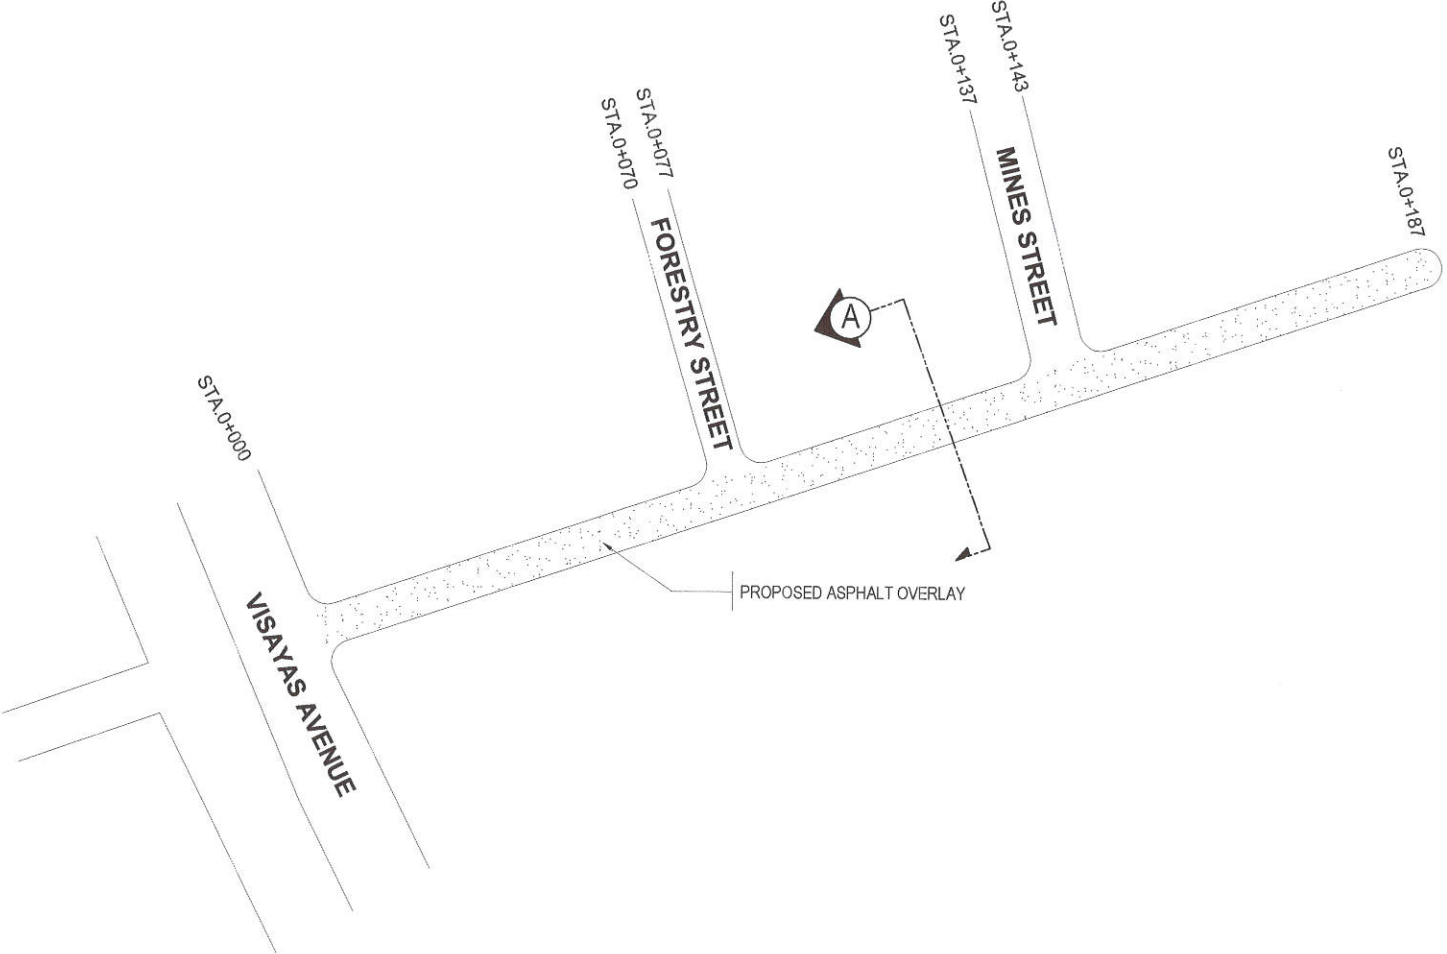 STA.0+143
STA.0+137
MINES STREET
STA.0+187
STA.0+077
STA.0+070
FORESTRY STREET
A
STA.0+000
PROPOSED ASPHALT OVERLAY
VISAYAS AVENUE